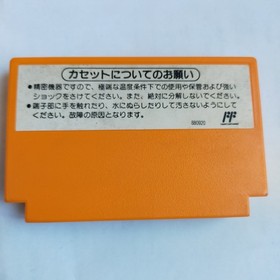 カセットについてのお願い
●精密機器ですので、極端な温度条件下での使用や保管および強い
ショックをさけてください。また、絶対に分解しないでください。
●端子部に手を触れたり、水にぬらしたりして汚さないようにして
ください。故障の原因となります。